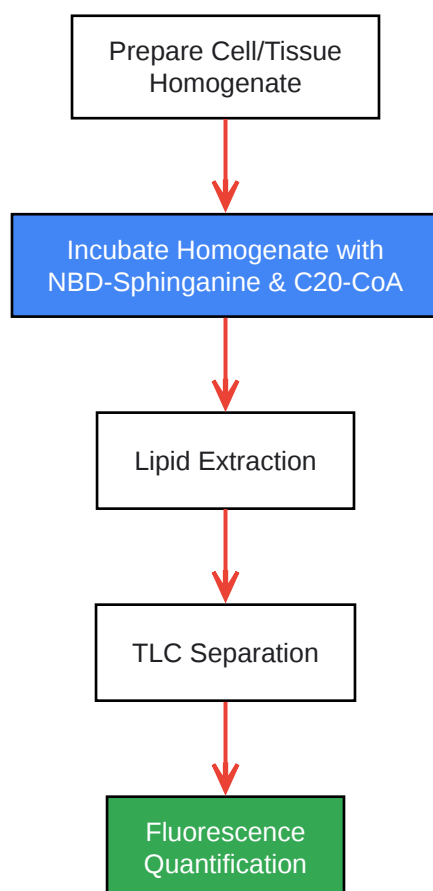 Prepare Cell/Tissue
Homogenate
Incubate Homogenate with
NBD-Sphinganine & C20-CoA
Lipid Extraction
TLC Separation
Fluorescence
Quantification